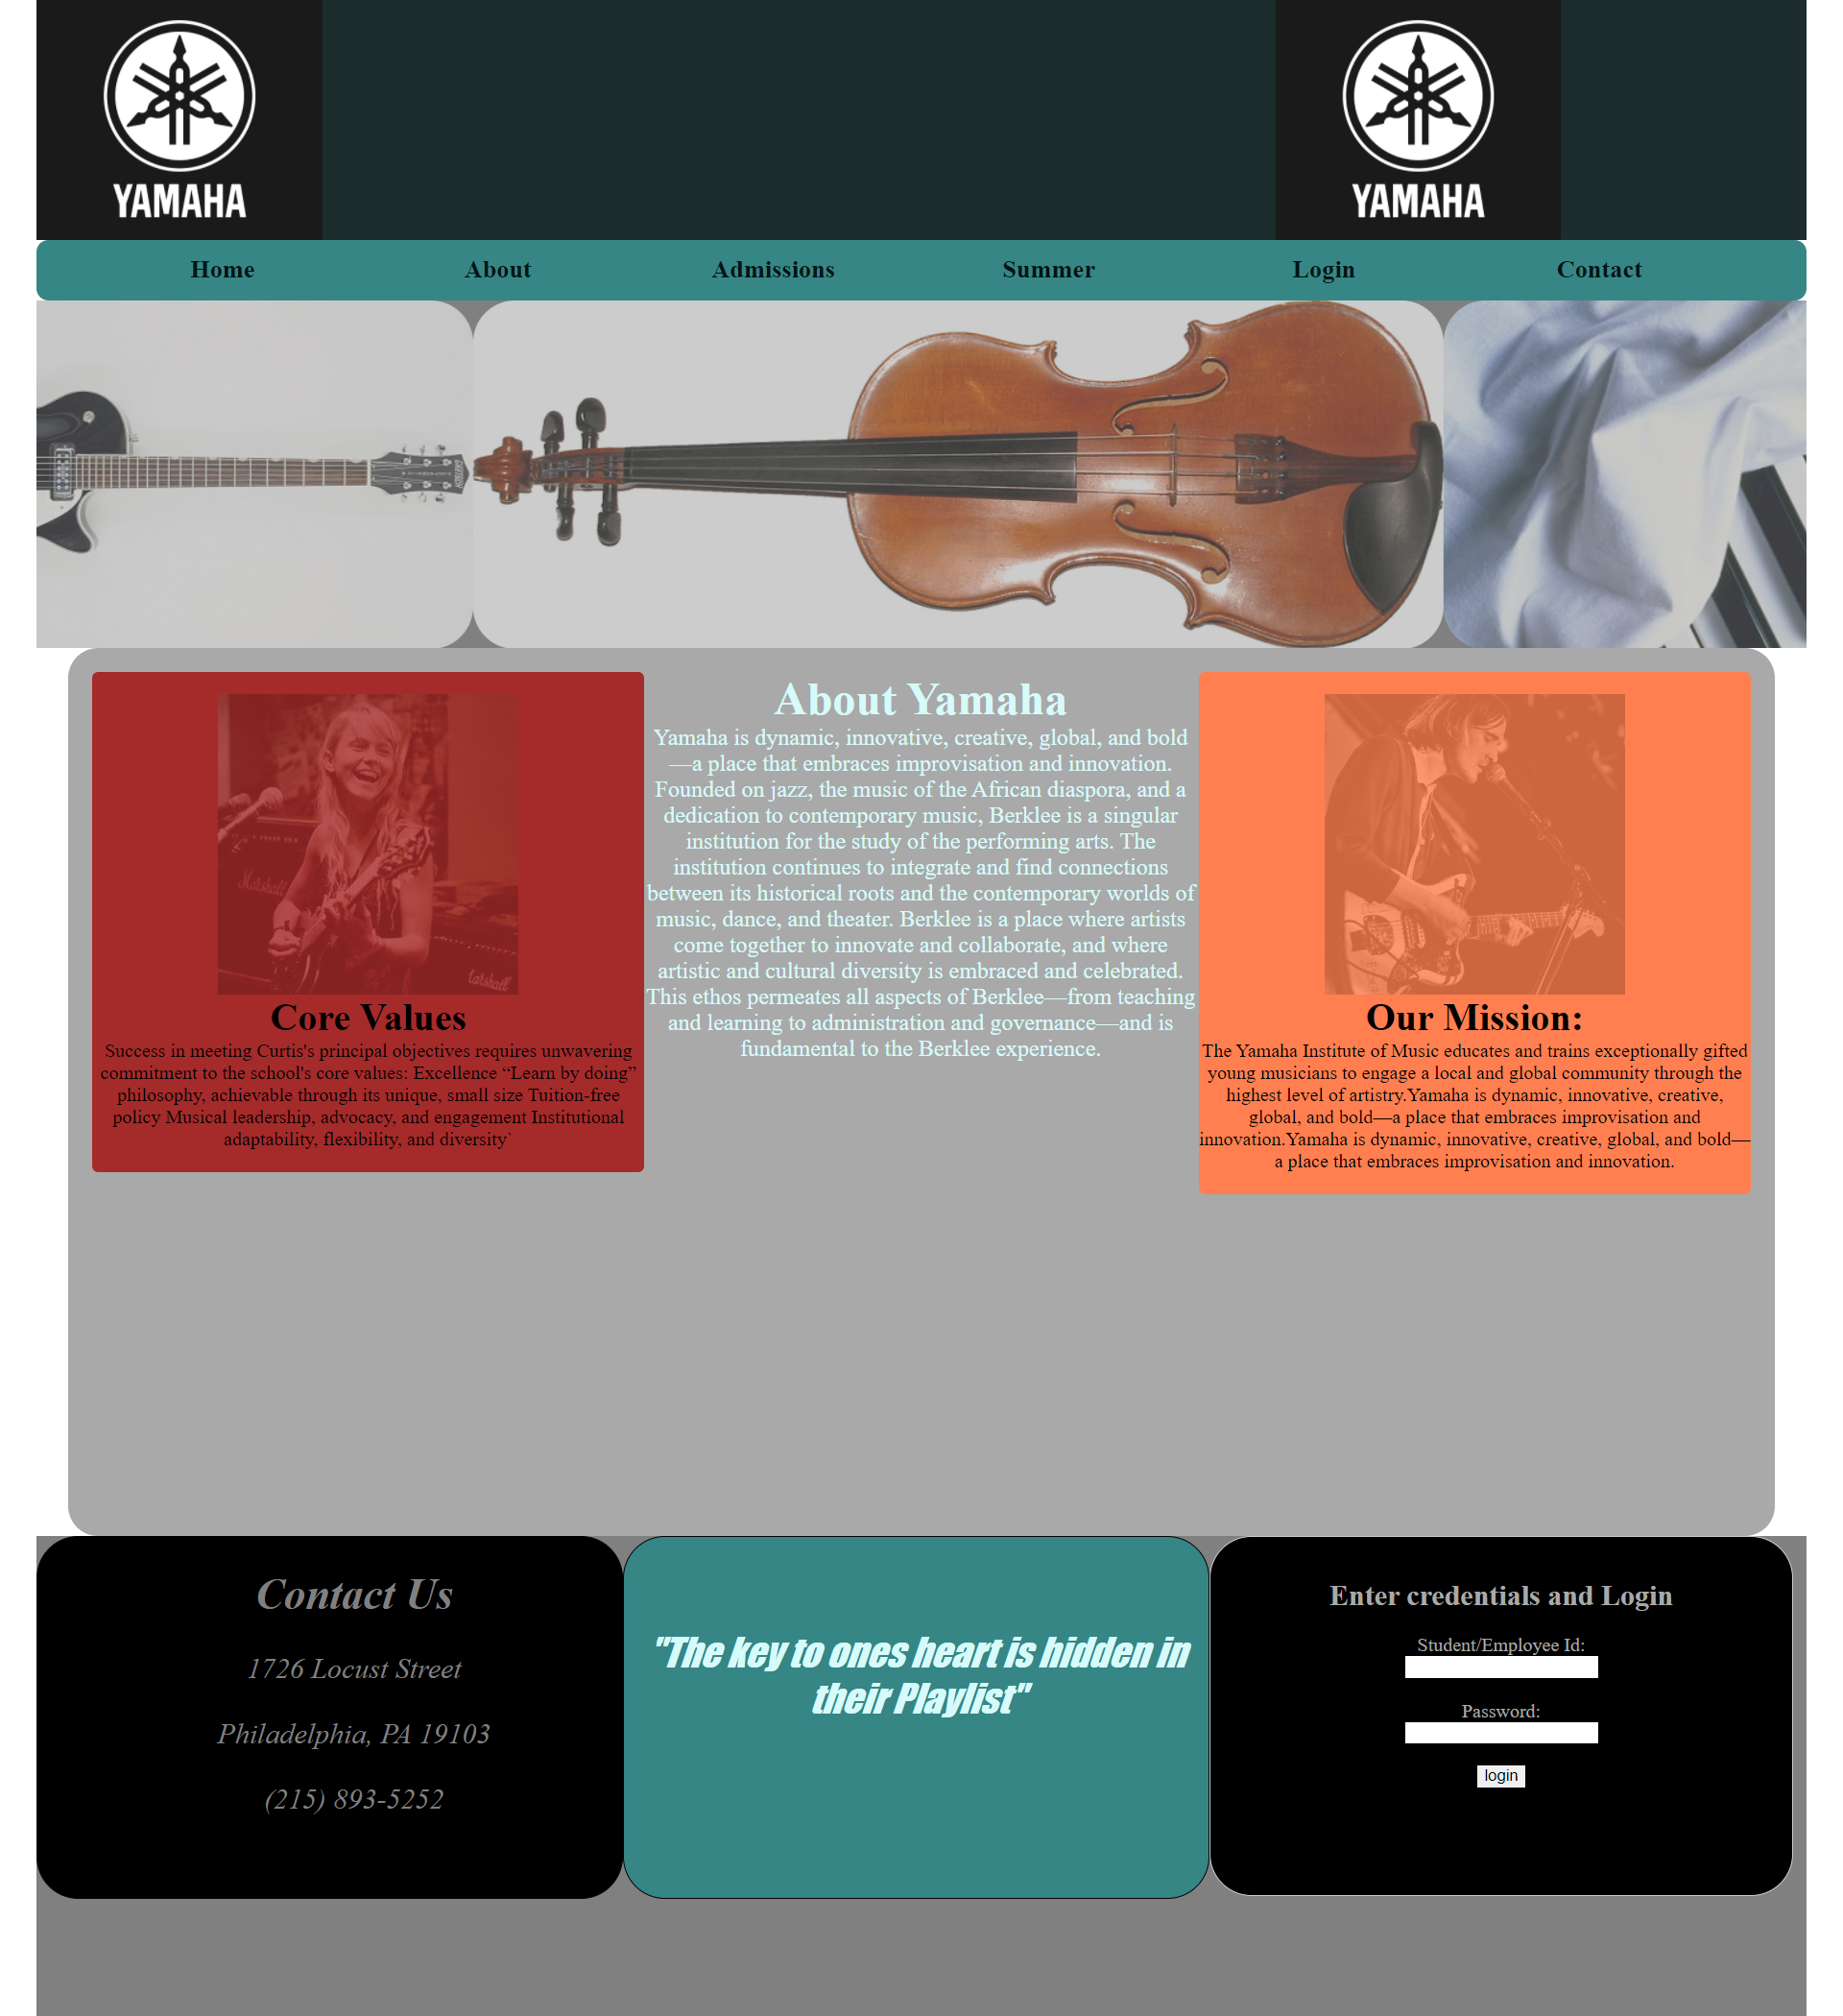 YAMAHA
YAMAHA
Home About Admissions Summer Login Contact
About Yamaha
Yamaha is dynamic, innovative, creative, global, and bold
—a place that embraces improvisation and innovation.
Founded on jazz, the music of the African diaspora, and a
dedication to contemporary music, Berklee is a singular
institution for the study of the performing arts. The
institution continues to integrate and find connections
between its historical roots and the contemporary worlds of
music, dance, and theater. Berklee is a place where artists
come together to innovate and collaborate, and where
artistic and cultural diversity is embraced and celebrated.
This ethos permeates all aspects of Berklee—from teaching
and learning to administration and governance—and is
fundamental to the Berklee experience.
Marshall
Marshall
Core Values
Success in meeting Curtis's principal objectives requires unwavering
commitment to the school's core values: Excellence “Learn by doing”
philosophy, achievable through its unique, small size Tuition-free
policy Musical leadership, advocacy, and engagement Institutional
adaptability, flexibility, and diversity`
Our Mission:
The Yamaha Institute of Music educates and trains exceptionally gifted
young musicians to engage a local and global community through the
highest level of artistry.Yamaha is dynamic, innovative, creative,
global, and bold—a place that embraces improvisation and
innovation.Yamaha is dynamic, innovative, creative, global, and bold—
a place that embraces improvisation and innovation.
Contact Us
1726 Locust Street
Philadelphia, PA 19103
(215) 893-5252
"The key to ones heart is hidden in
their Playlist"
Enter credentials and Login
Student/Employee Id:
Password:
login